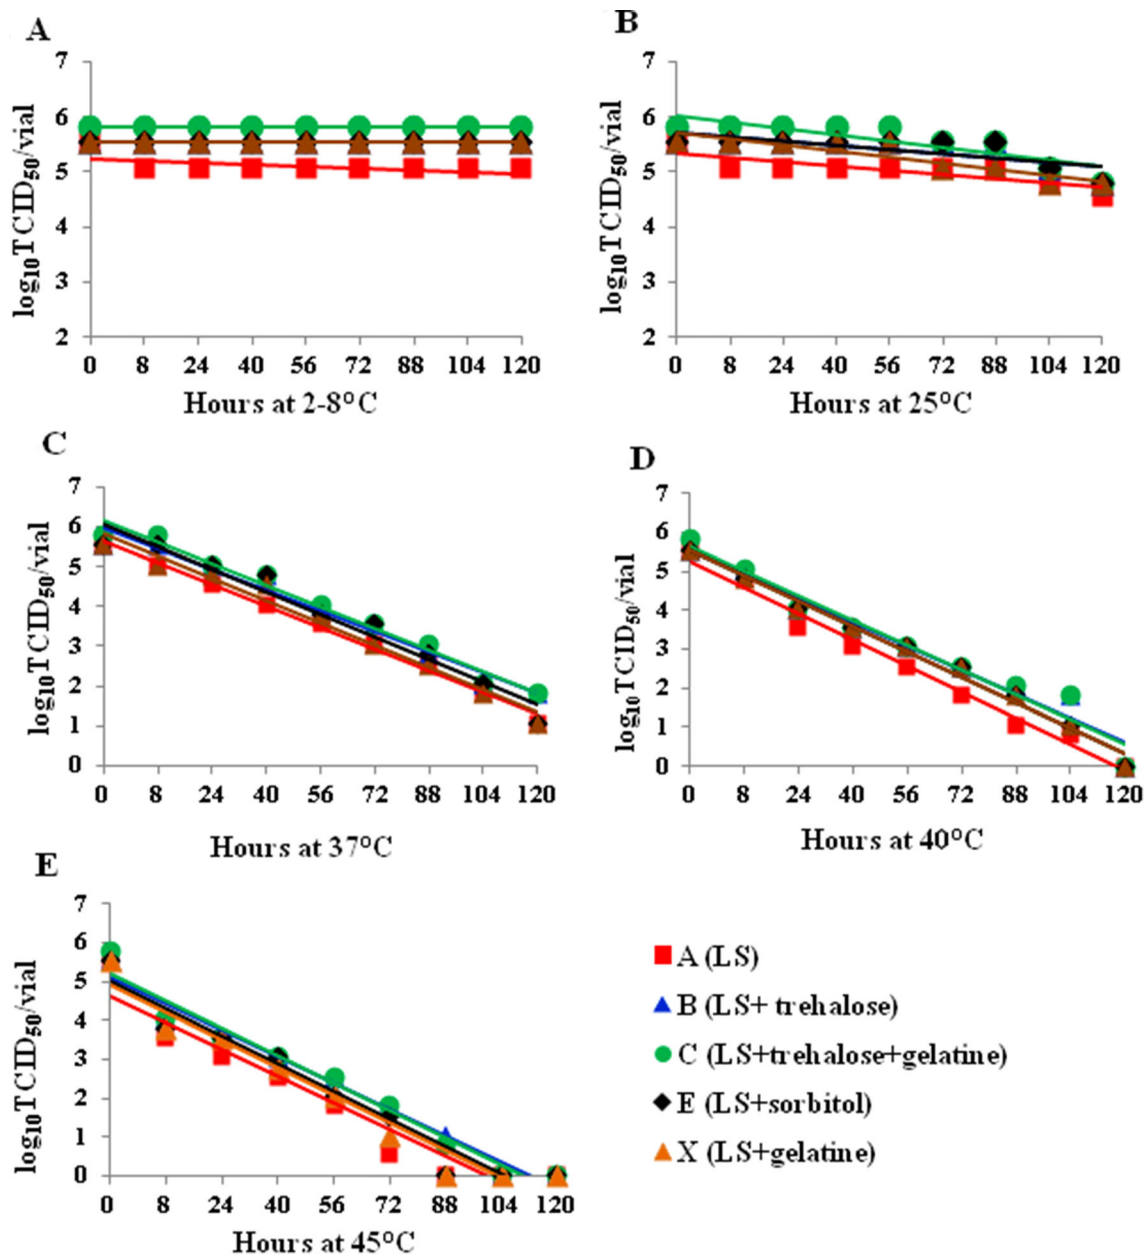 A
7
6
5
4
3
2
log10TCID50/vial
0 8 24 40 56 72 88 104 120
Hours at 2-8°C
B
7
6
5
4
3
2
log10TCID50/vial
0 8 24 40 56 72 88 104 120
Hours at 25°C
C
7
6
5
4
3
2
1
0
log10TCID50/vial
0 8 24 40 56 72 88 104 120
Hours at 37°C
D
7
6
5
4
3
2
1
0
log10TCID50/vial
0 8 24 40 56 72 88 104 120
Hours at 40°C
E
7
6
5
4
3
2
1
0
log10TCID50/vial
0 8 24 40 56 72 88 104 120
Hours at 45°C
A (LS)
B (LS+ trehalose)
C (LS+trehalose+gelatine)
E (LS+sorbitol)
X (LS+gelatine)